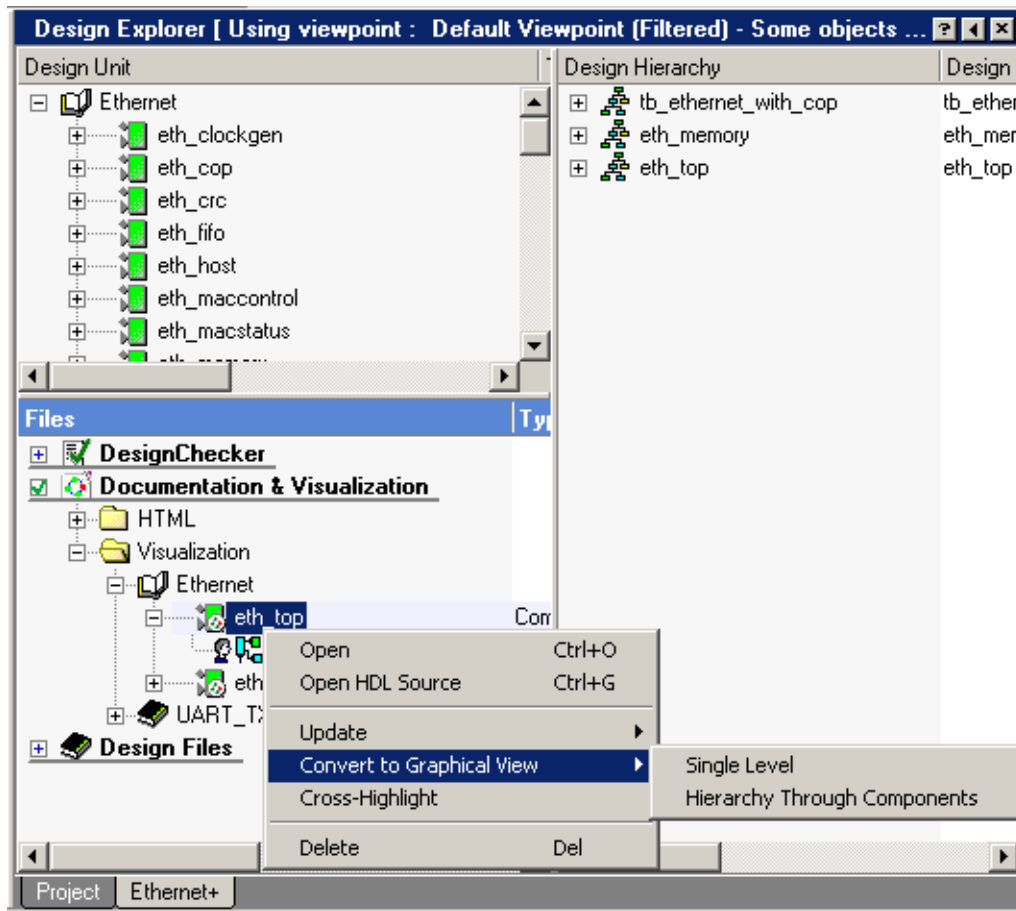 Design Explorer [ Using viewpoint : Default Viewpoint (Filtered) - Some objects ...
Design Unit
Ethernet
eth_clockgen
eth_cop
eth_crc
eth_fifo
eth_host
eth_maccontrol
eth_macstatus
Design Hierarchy Design
tb_ethernet_with_cop tb_ether
eth_memory eth_mer
eth_top eth_top
Files Typ
DesignChecker
Documentation & Visualization
HTML
Visualization
Ethernet
eth_top Com
eth
UART_T
Design Files
Open Ctrl+O
Open HDL Source Ctrl+G
Update
Convert to Graphical View
Cross-Highlight
Delete Del
Single Level
Hierarchy Through Components
Project Ethernet+